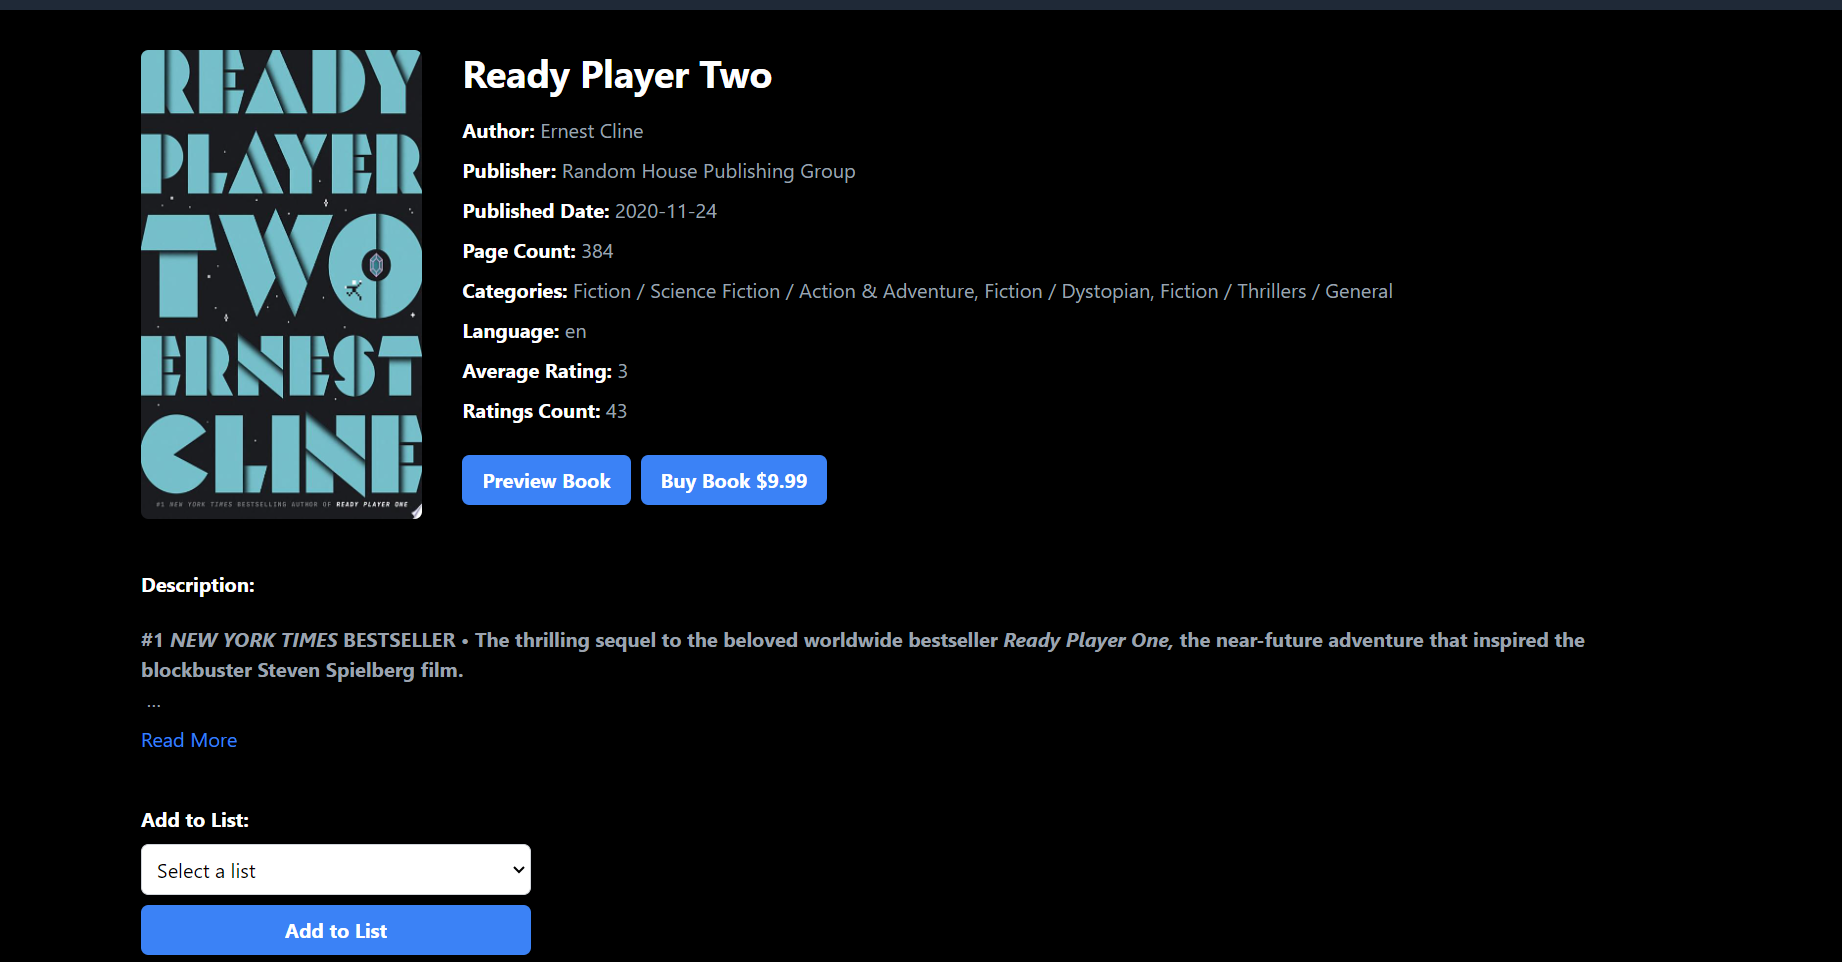 READY
PLAYER
TWO
ERNEST
CLINE
#1 NEW YORK TIMES BESTSELLING AUTHOR OF READY PLAYER ONE
Ready Player Two
Author: Ernest Cline
Publisher: Random House Publishing Group
Published Date: 2020-11-24
Page Count: 384
Categories: Fiction / Science Fiction / Action & Adventure, Fiction / Dystopian, Fiction / Thrillers / General
Language: en
Average Rating: 3
Ratings Count: 43
Preview Book
Buy Book $9.99
Description:
#1 NEW YORK TIMES BESTSELLER • The thrilling sequel to the beloved worldwide bestseller Ready Player One, the near-future adventure that inspired the
blockbuster Steven Spielberg film.
...
Read More
Add to List:
Select a list
Add to List